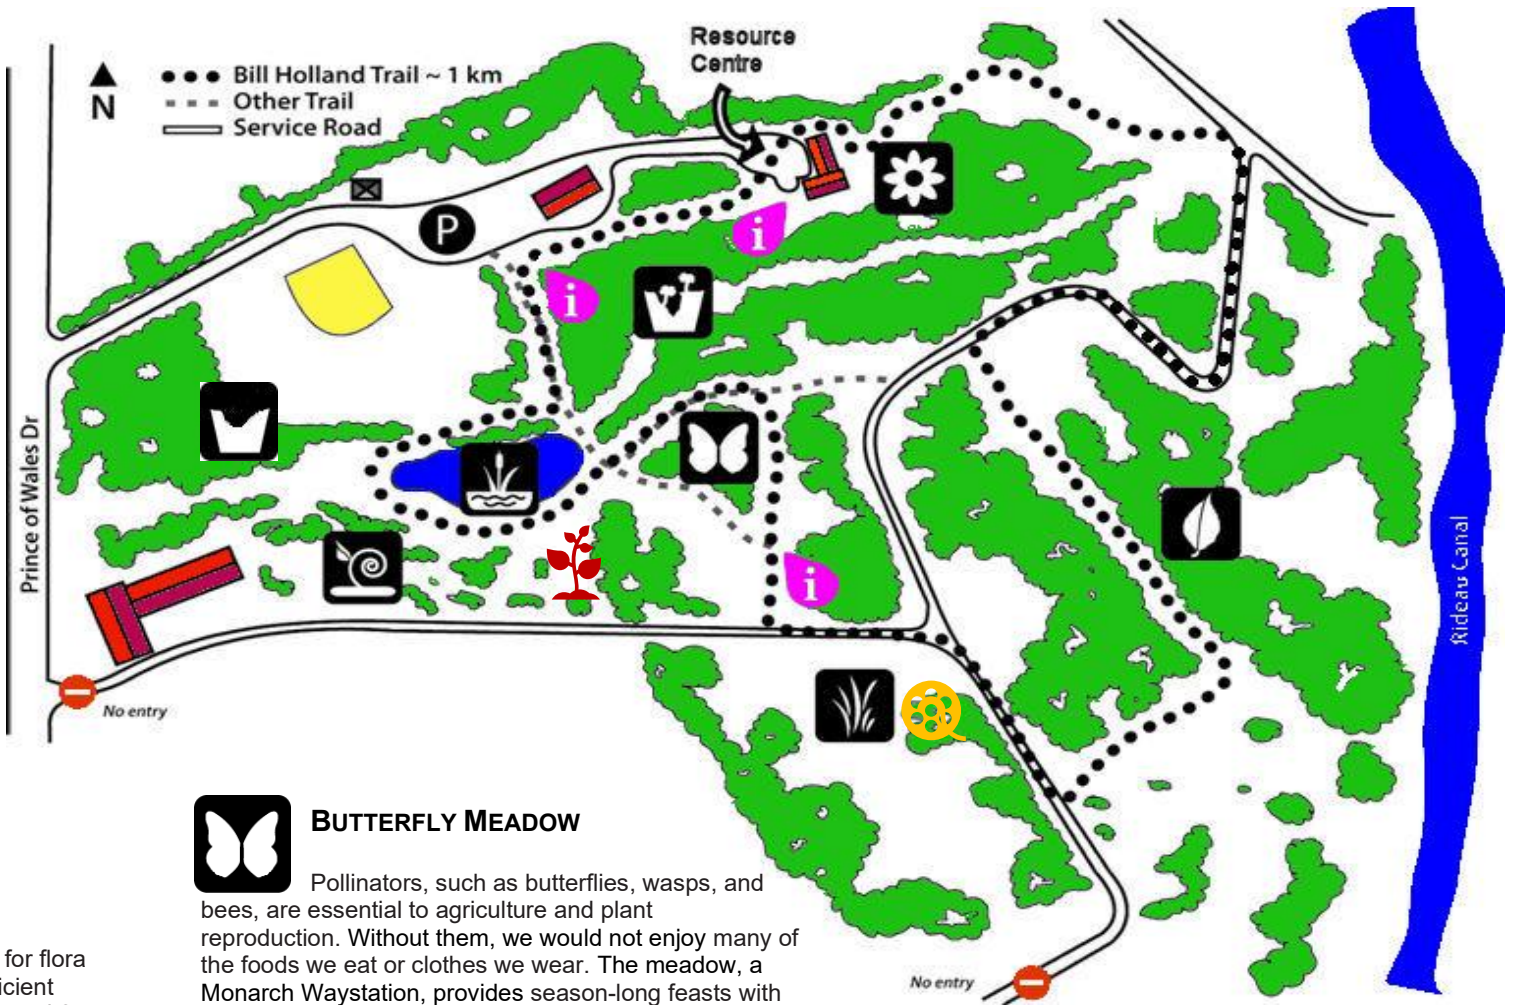 Resource
Centre
Bill Holland Trail ~ 1 km
Other Trail
Service Road
N
P
i
i
i
Prince of Wales Dr
Rideau Canal
No entry
BUTTERFLY MEADOW
Pollinators, such as butterflies, wasps, and
bees, are essential to agriculture and plant
reproduction. Without them, we would not enjoy many of
the foods we eat or clothes we wear. The meadow, a
Monarch Waystation, provides season-long feasts with
for flora
icient
No entry